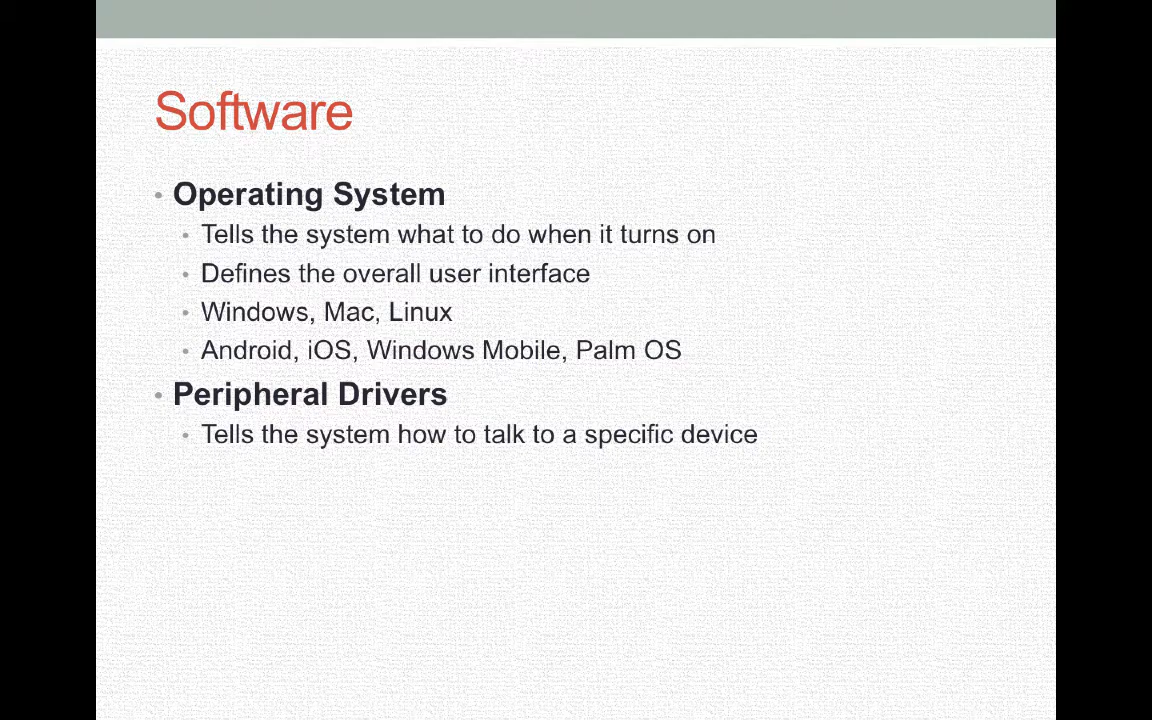 Software
• Operating System
• Tells the system what to do when it turns on
• Defines the overall user interface
• Windows, Mac, Linux
• Android, iOS, Windows Mobile, Palm OS
• Peripheral Drivers
• Tells the system how to talk to a specific device